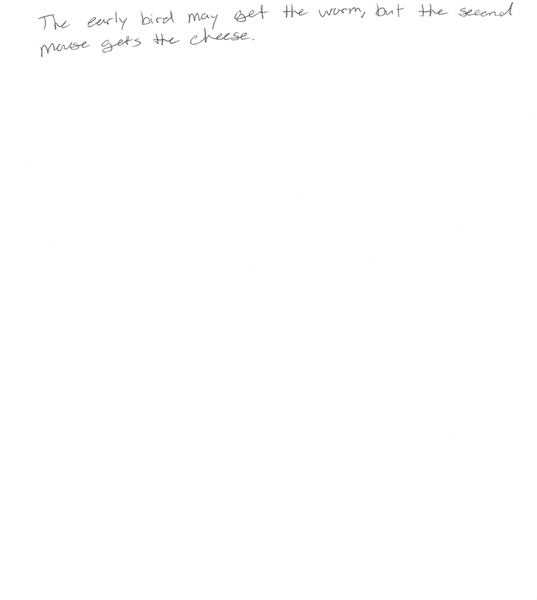 The early bird may get the worm, but the second
mouse gets the cheese.